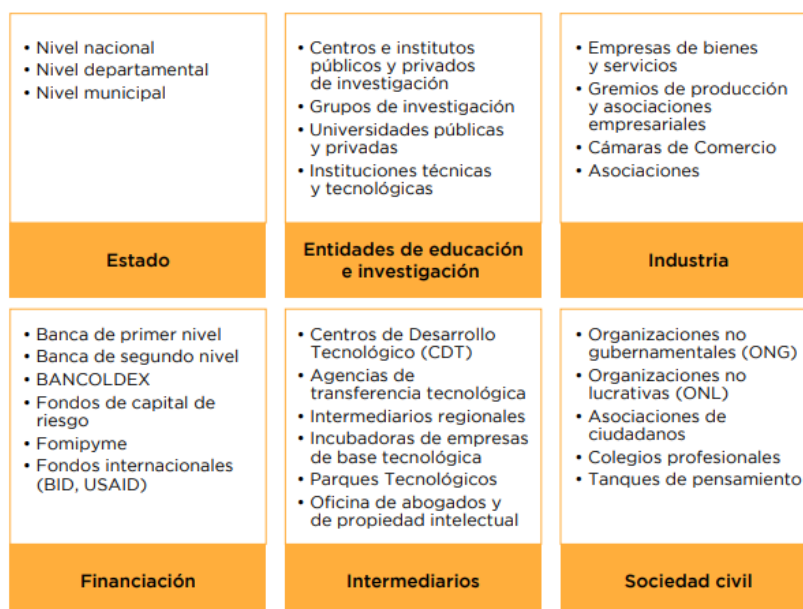 • Nivel nacional
• Nivel departamental
• Nivel municipal
Estado
• Centros e institutos
públicos y privados
de investigación
• Grupos de investigación
• Universidades públicas
y privadas
• Instituciones técnicas
y tecnológicas
Entidades de educación
e investigación
• Empresas de bienes
y servicios
• Gremios de producción
y asociaciones
empresariales
• Cámaras de Comercio
• Asociaciones
Industria
• Banca de primer nivel
• Banca de segundo nivel
• BANCOLDEX
• Fondos de capital de
riesgo
• Fomipyme
• Fondos internacionales
(BID, USAID)
Financiación
• Centros de Desarrollo
Tecnológico (CDT)
• Agencias de
transferencia tecnológica
• Intermediarios regionales
• Incubadoras de empresas
de base tecnológica
• Parques Tecnológicos
• Oficina de abogados y
de propiedad intelectual
Intermediarios
• Organizaciones no
gubernamentales (ONG)
• Organizaciones no
lucrativas (ONL)
• Asociaciones de
ciudadanos
• Colegios profesionales
• Tanques de pensamiento
Sociedad civil